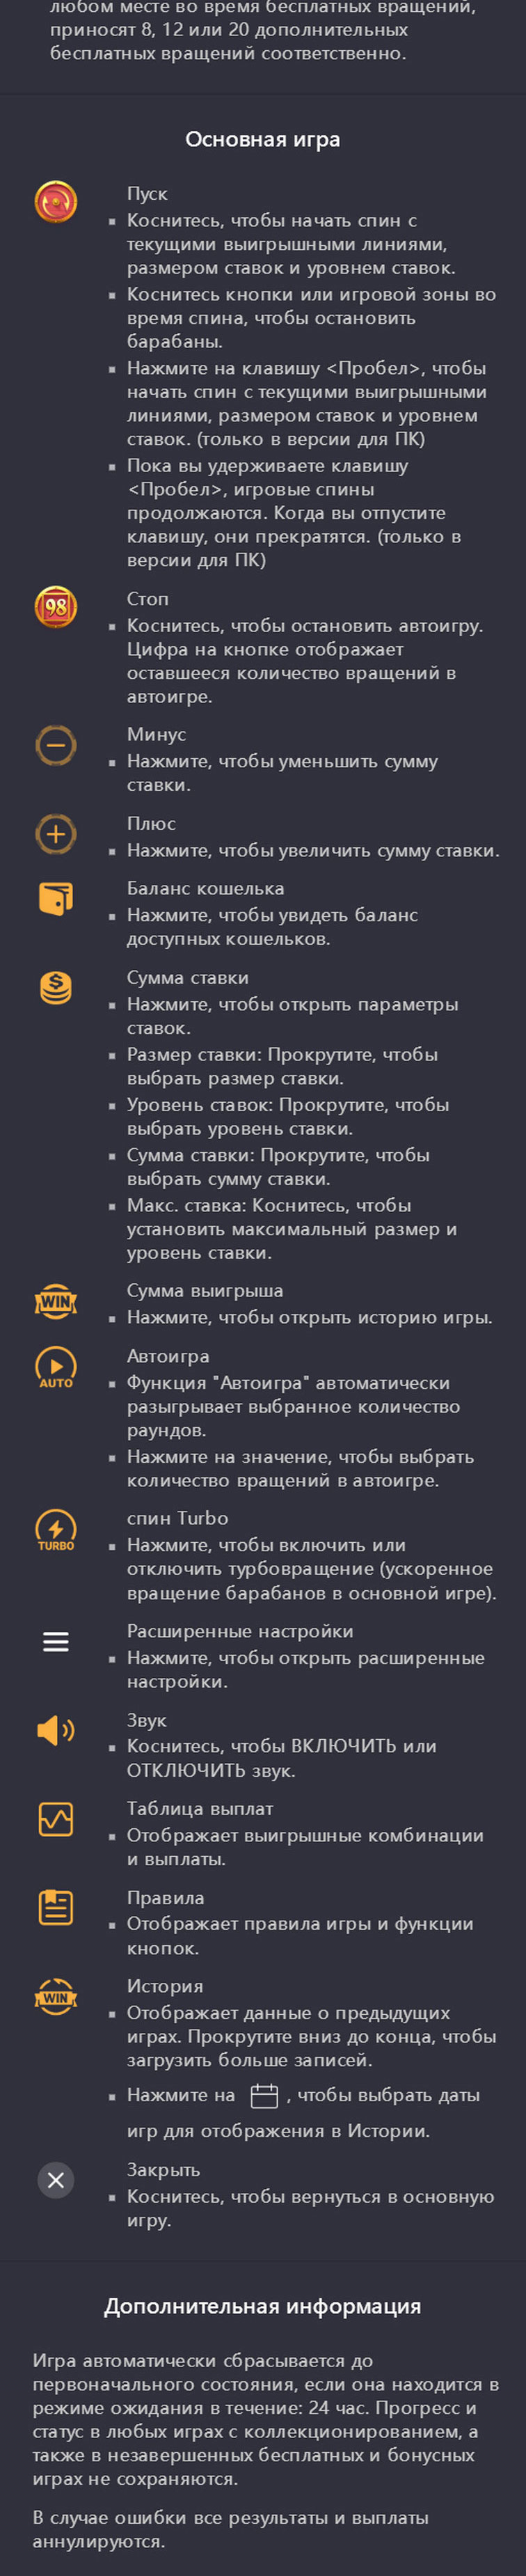 любом месте во время бесплатных вращений,
приносят 8, 12 или 20 дополнительных
бесплатных вращений соответственно.
Основная игра
Пуск
Коснитесь, чтобы начать спин с
текущими выигрышными линиями,
размером ставок и уровнем ставок.
Коснитесь кнопки или игровой зоны во
время спина, чтобы остановить
барабаны.
Нажмите на клавишу <Пробел>, чтобы
начать спин с текущими выигрышными
линиями, размером ставок и уровнем
ставок. (только в версии для ПК)
Пока вы удерживаете клавишу
<Пробел>, игровые спины
продолжаются. Когда вы отпустите
клавишу, они прекратятся. (только в
версии для ПК)
98
Стоп
Коснитесь, чтобы остановить автоигру.
Цифра на кнопке отображает
оставшееся количество вращений в
автоигре.
Минус
Нажмите, чтобы уменьшить сумму
ставки.
Плюс
Нажмите, чтобы увеличить сумму ставки.
Баланс кошелька
Нажмите, чтобы увидеть баланс
доступных кошельков.
Сумма ставки
Нажмите, чтобы открыть параметры
ставок.
Размер ставки: Прокрутите, чтобы
выбрать размер ставки.
Уровень ставок: Прокрутите, чтобы
выбрать уровень ставки.
Сумма ставки: Прокрутите, чтобы
выбрать сумму ставки.
Макс. ставка: Коснитесь, чтобы
установить максимальный размер и
уровень ставки.
WIN
Сумма выигрыша
Нажмите, чтобы открыть историю игры.
AUTO
Автоигра
Функция "Автоигра" автоматически
разыгрывает выбранное количество
раундов.
Нажмите на значение, чтобы выбрать
количество вращений в автоигре.
TURBO
спин Turbo
Нажмите, чтобы включить или
отключить турбовращение (ускоренное
вращение барабанов в основной игре).
Расширенные настройки
Нажмите, чтобы открыть расширенные
настройки.
Звук
Коснитесь, чтобы ВКЛЮЧИТЬ или
ОТКЛЮЧИТЬ звук.
Таблица выплат
Отображает выигрышные комбинации
и выплаты.
Правила
Отображает правила игры и функции
кнопок.
WIN
История
Отображает данные о предыдущих
играх. Прокрутите вниз до конца, чтобы
загрузить больше записей.
Нажмите на , чтобы выбрать даты
игр для отображения в Истории.
Закрыть
Коснитесь, чтобы вернуться в основную
игру.
Дополнительная информация
Игра автоматически сбрасывается до
первоначального состояния, если она находится в
режиме ожидания в течение: 24 час. Прогресс и
статус в любых играх с коллекционированием, а
также в незавершенных бесплатных и бонусных
играх не сохраняются.
В случае ошибки все результаты и выплаты
аннулируются.